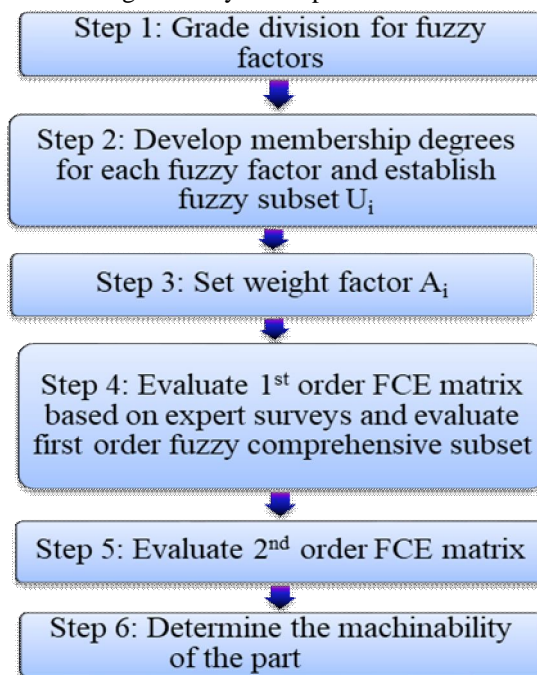 Step 1: Grade division for fuzzy
factors
Step 2: Develop membership degrees
for each fuzzy factor and establish
fuzzy subset Ui
Step 3: Set weight factor Ai
Step 4: Evaluate 1st order FCE matrix
based on expert surveys and evaluate
first order fuzzy comprehensive subset
Step 5: Evaluate 2nd order FCE matrix
Step 6: Determine the machinability
of the part